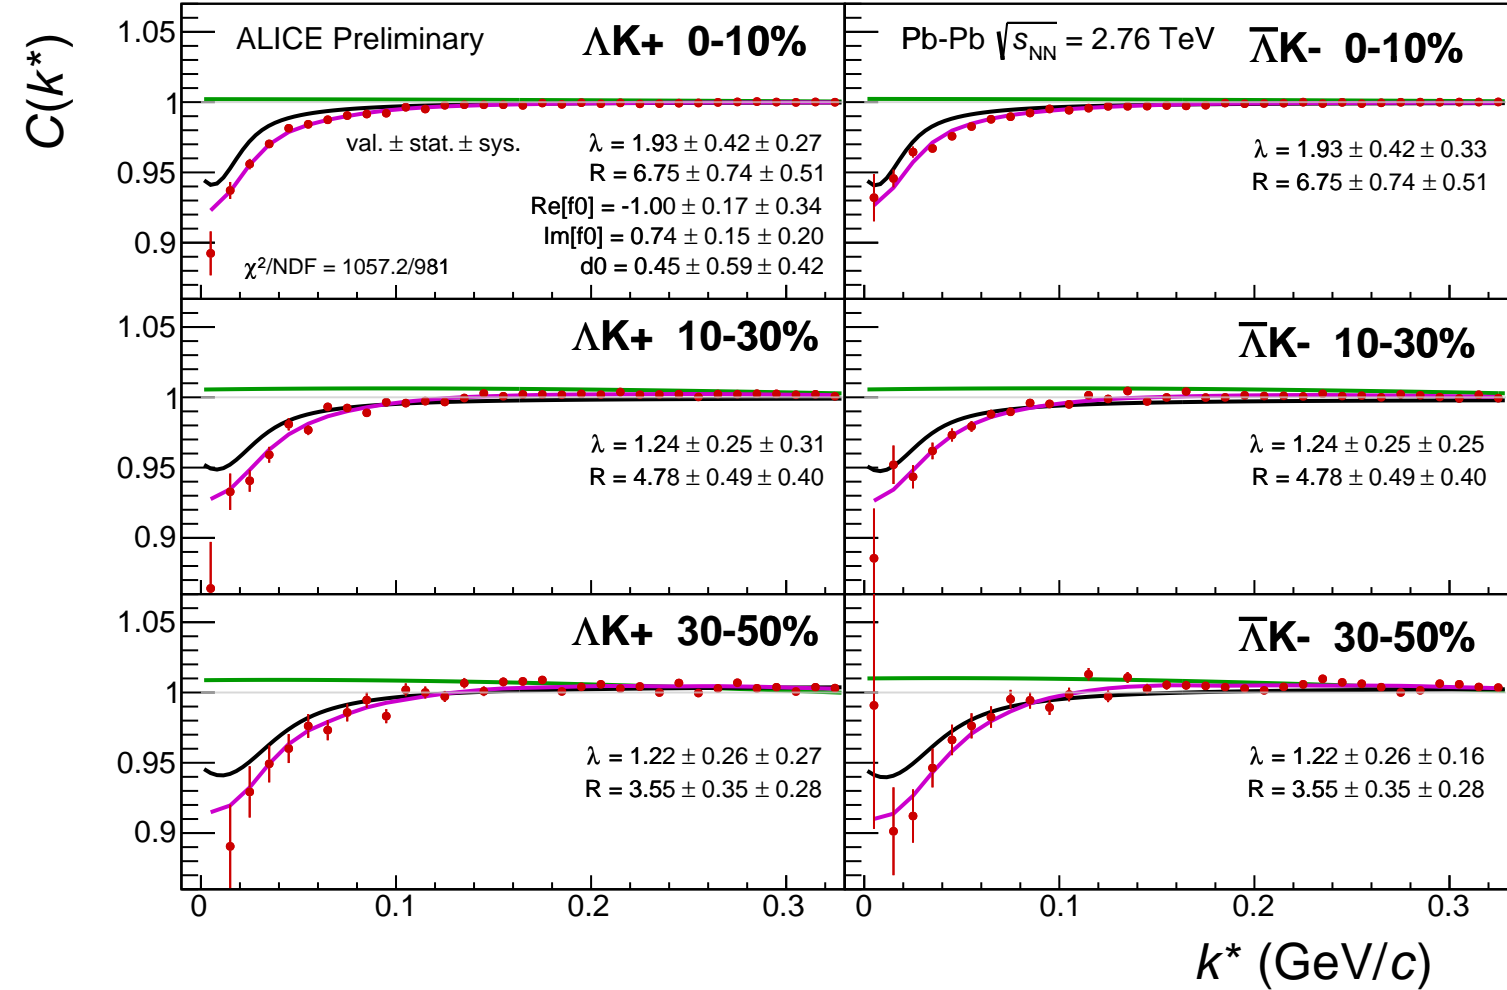 C(k*)
ALICE Preliminary
ΛK+ 0-10%
1.05
1
0.95
0.9
val. ± stat. ± sys.
λ = 1.93 ± 0.42 ± 0.27
R = 6.75 ± 0.74 ± 0.51
Re[f0] = -1.00 ± 0.17 ± 0.34
Im[f0] = 0.74 ± 0.15 ± 0.20
d0 = 0.45 ± 0.59 ± 0.42
χ²/NDF = 1057.2/981
Pb-Pb √sNN = 2.76 TeV
Λ̅K- 0-10%
λ = 1.93 ± 0.42 ± 0.33
R = 6.75 ± 0.74 ± 0.51
ΛK+ 10-30%
1.05
1
0.95
0.9
λ = 1.24 ± 0.25 ± 0.31
R = 4.78 ± 0.49 ± 0.40
Λ̅K- 10-30%
λ = 1.24 ± 0.25 ± 0.25
R = 4.78 ± 0.49 ± 0.40
ΛK+ 30-50%
1.05
1
0.95
0.9
λ = 1.22 ± 0.26 ± 0.27
R = 3.55 ± 0.35 ± 0.28
Λ̅K- 30-50%
λ = 1.22 ± 0.26 ± 0.16
R = 3.55 ± 0.35 ± 0.28
0 0.1 0.2 0.3
0 0.1 0.2 0.3
k* (GeV/c)